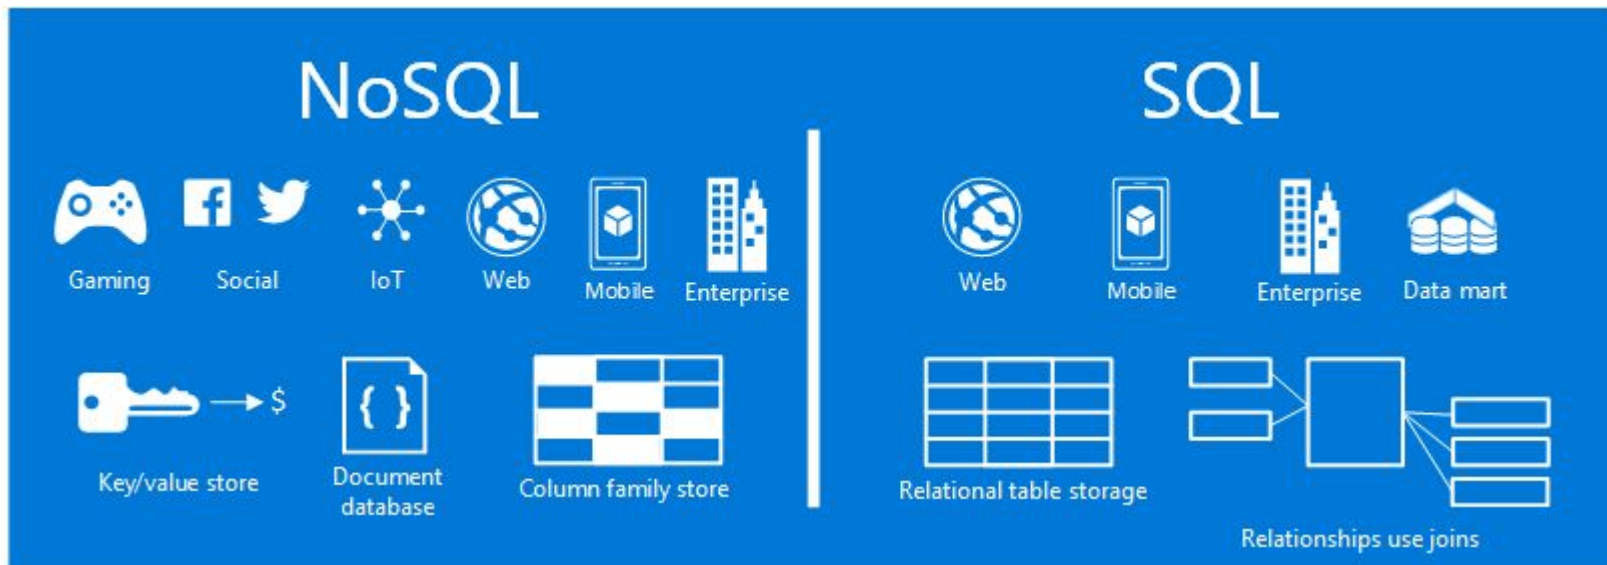 NoSQL
SQL
Gaming
Social
IoT
Web
Mobile
Enterprise
Web
Mobile
Enterprise
Data mart
$
{ }
Key/value store
Document
database
Column family store
Relational table storage
Relationships use joins